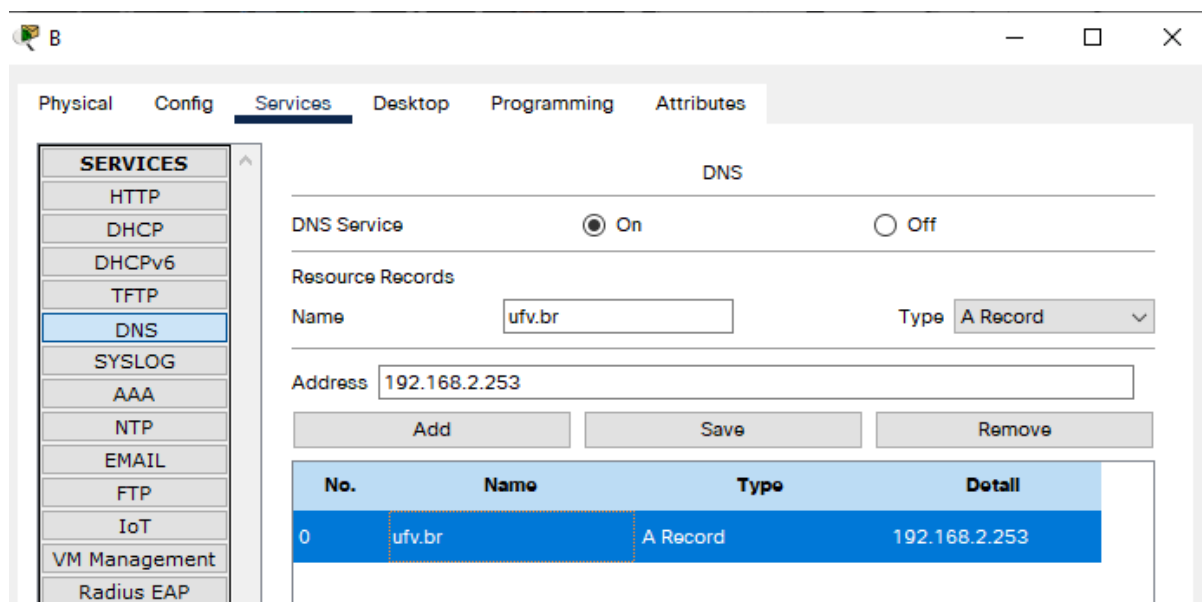 B
Physical Config Services Desktop Programming Attributes
SERVICES
HTTP
DHCP
DHCPv6
TFTP
DNS
SYSLOG
AAA
NTP
EMAIL
FTP
IoT
VM Management
Radius EAP
DNS
DNS Service On Off
Resource Records
Name ufv.br Type A Record
Address 192.168.2.253
Add Save Remove
No. Name Type Detail
0 ufv.br A Record 192.168.2.253